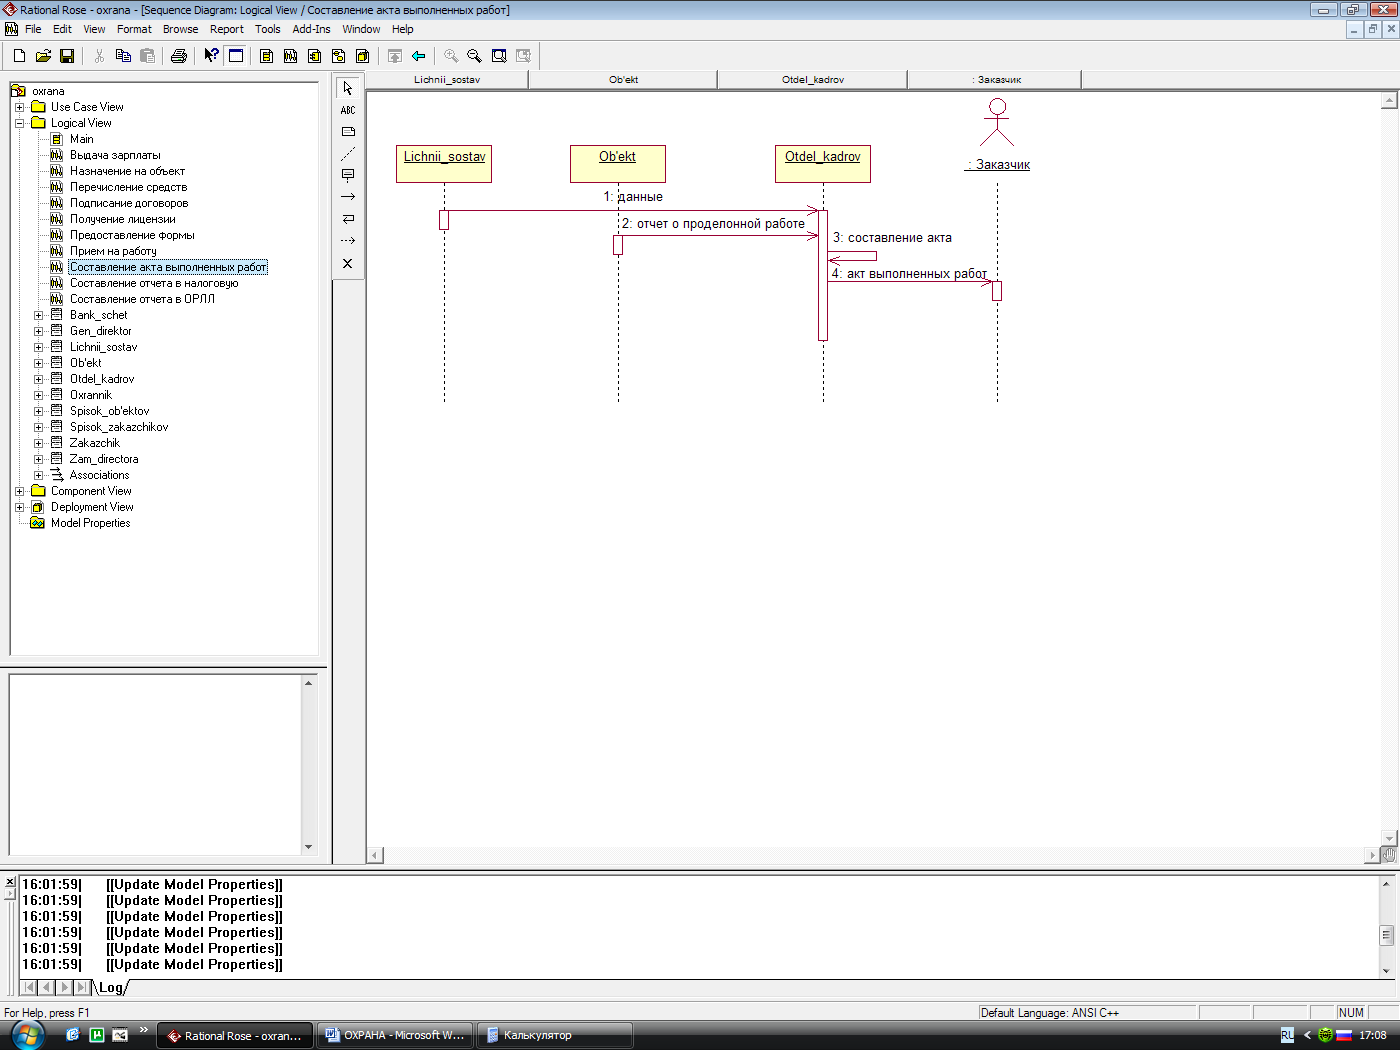 Rational Rose - oxrana - [Sequence Diagram: Logical View / Составление акта выполненных работ]
File Edit View Format Browse Report Tools Add-Ins Window Help
oxrana
Use Case View
Logical View
Main
Выдача зарплаты
Назначение на объект
Перечисление средств
Подписание договоров
Получение лицензии
Предоставление формы
Прием на работу
Составление акта выполненных работ
Составление отчета в налоговую
Составление отчета в ОРЛЛ
Bank_schet
Gen_direktor
Lichnii_sostav
Ob'ekt
Otdel_kadrov
Oxrannik
Spisok_ob'ektov
Spisok_zakazchikov
Zakazchik
Zam_directora
Associations
Component View
Deployment View
Model Properties
ABC
Lichnii_sostav Ob'ekt Otdel_kadrov : Заказчик
Lichnii_sostav Ob'ekt Otdel_kadrov : Заказчик
1: данные
2: отчет о проделонной работе
3: составление акта
4: акт выполненных работ
16:01:59| [[Update Model Properties]]
16:01:59| [[Update Model Properties]]
16:01:59| [[Update Model Properties]]
16:01:59| [[Update Model Properties]]
16:01:59| [[Update Model Properties]]
16:01:59| [[Update Model Properties]]
Log
For Help, press F1 Default Language: ANSI C++ NUM
Rational Rose - oxran... ОХРАНА - Microsoft W... Калькулятор RU 17:08